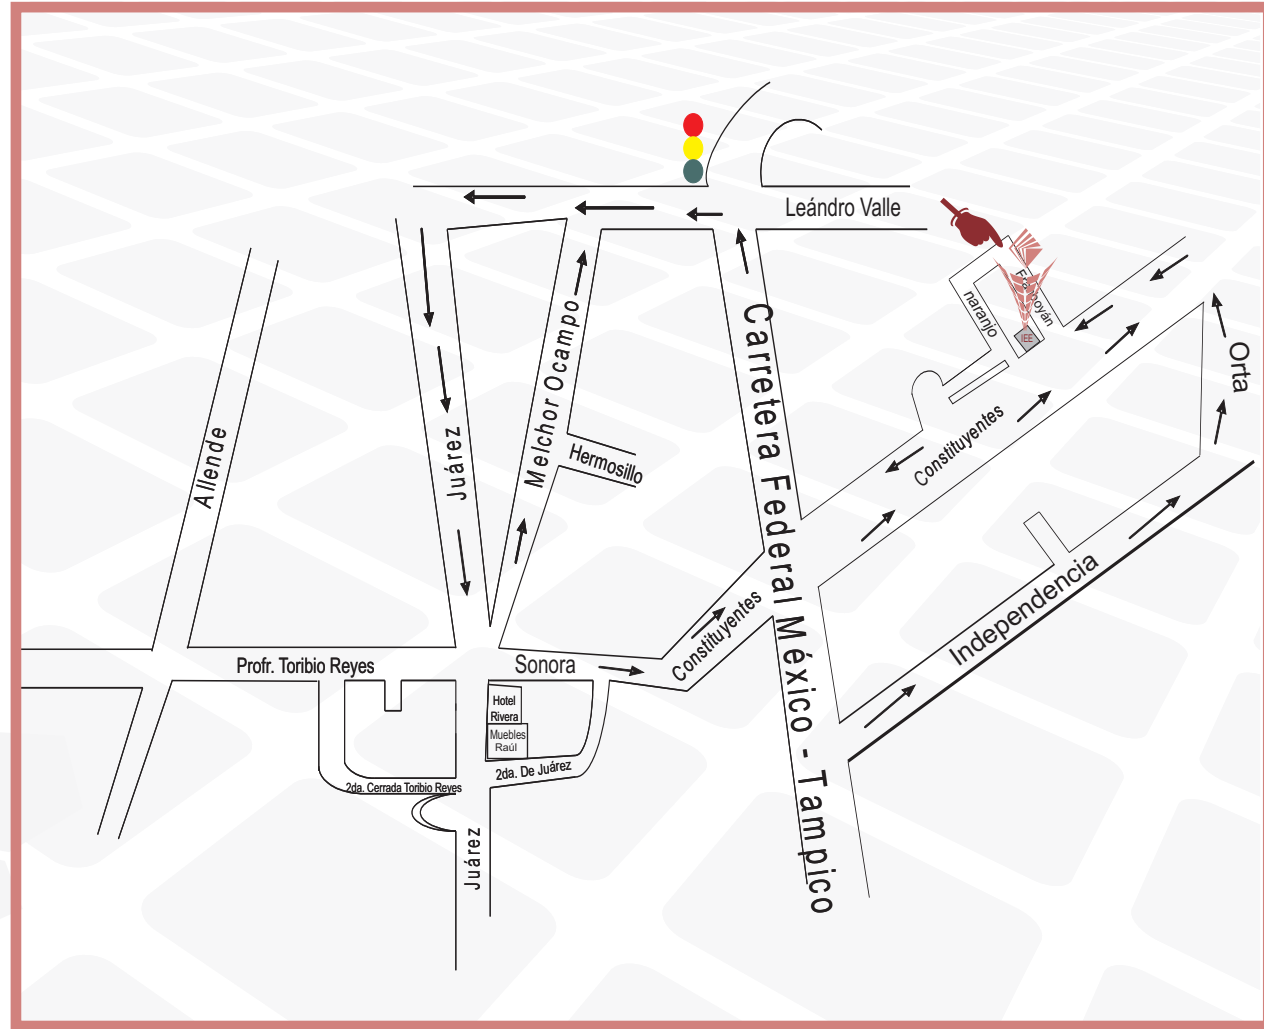 Leándro Valle
Framboyán
naranjo
IEE
Orta
Carretera Federal México - Tampico
Melchor Ocampo
Hermosillo
Juárez
Allende
Constituyentes
Independencia
Constituyentes
Profr. Toribio Reyes
Sonora
Hotel
Rivera
Muebles
Raúl
2da. De Juárez
2da. Cerrada Toribio Reyes
Juárez